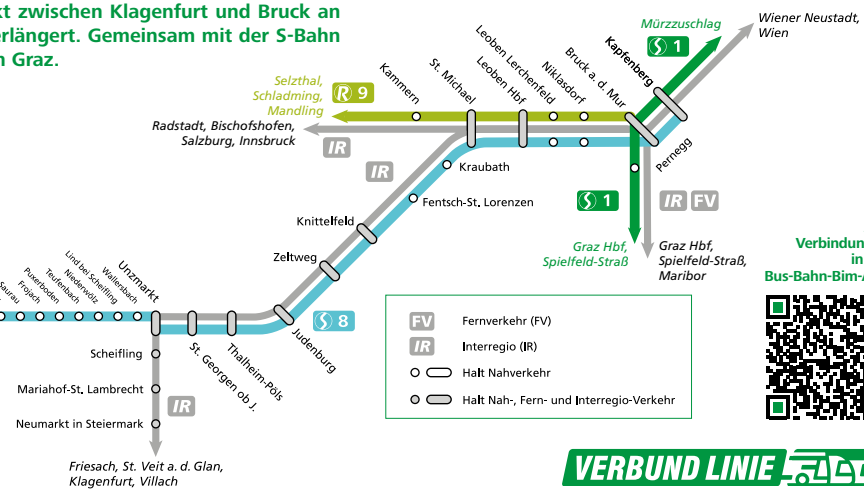 kt zwischen Klagenfurt und Bruck an
erlängert. Gemeinsam mit der S-Bahn
n Graz.
Mürzzuschlag
Wiener Neustadt,
Wien
S 1
Selzthal,
Schladming,
Mandling
R 9
Kammern
St. Michael
Leoben Hbf
Leoben Lerchenfeld
Niklasdorf
Bruck a. d. Mur
Kapfenberg
Radstadt, Bischofshofen,
Salzburg, Innsbruck
IR
IR
Kraubath
Fentsch-St. Lorenzen
Pernegg
S 1
IR FV
Knittelfeld
Zeltweg
Graz Hbf,
Spielfeld-Straß
Graz Hbf,
Spielfeld-Straß,
Maribor
Verbindun
in
Bus-Bahn-Bim-A
Saurau
Frojach
Puxerboden
Teufenbach
Niederwölz
Lind bei Scheifling
Wallersbach
Unzmarkt
S 8
St. Georgen ob J.
Thalheim-Pöls
Judenburg
Scheifling
Mariahof-St. Lambrecht
Neumarkt in Steiermark
IR
Friesach, St. Veit a. d. Glan,
Klagenfurt, Villach
FV Fernverkehr (FV)
IR Interregio (IR)
Halt Nahverkehr
Halt Nah-, Fern- und Interregio-Verkehr
VERBUND LINIE